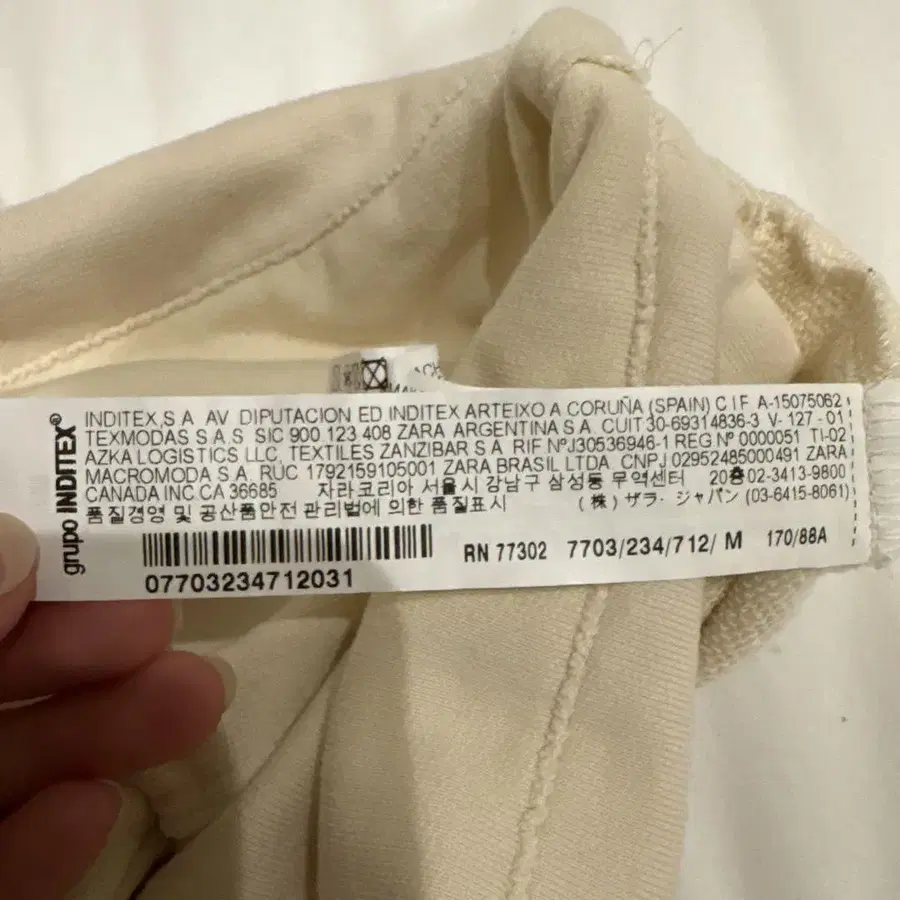 grupo INDITEX®
INDITEX,S.A. AV. DIPUTACION ED INDITEX ARTEIXO A CORUÑA (SPAIN) C I F A-15075062
TEXMODAS S.A.S SIC 900 123 408 ZARA ARGENTINA S.A. CUIT 30-69314836-3 V- 127 - 01
AZKA LOGISTICS LLC, TEXTILES ZANZIBAR S.A. RIF NºJ30536946-1 REG Nº 0000051 TI-02
MACROMODA S.A. RUC 1792159105001 ZARA BRASIL LTDA. CNPJ 02952485000491 ZARA
CANADA INC.CA 36685 자라코리아 서울시 강남구 삼성동 무역센터 20층02-3413-9800
품질경영 및 공산품안전 관리법에 의한 품질표시 (株) ザラ・ジャパン (03-6415-8061)
RN 77302 7703/234/712/ M 170/88A
07703234712031